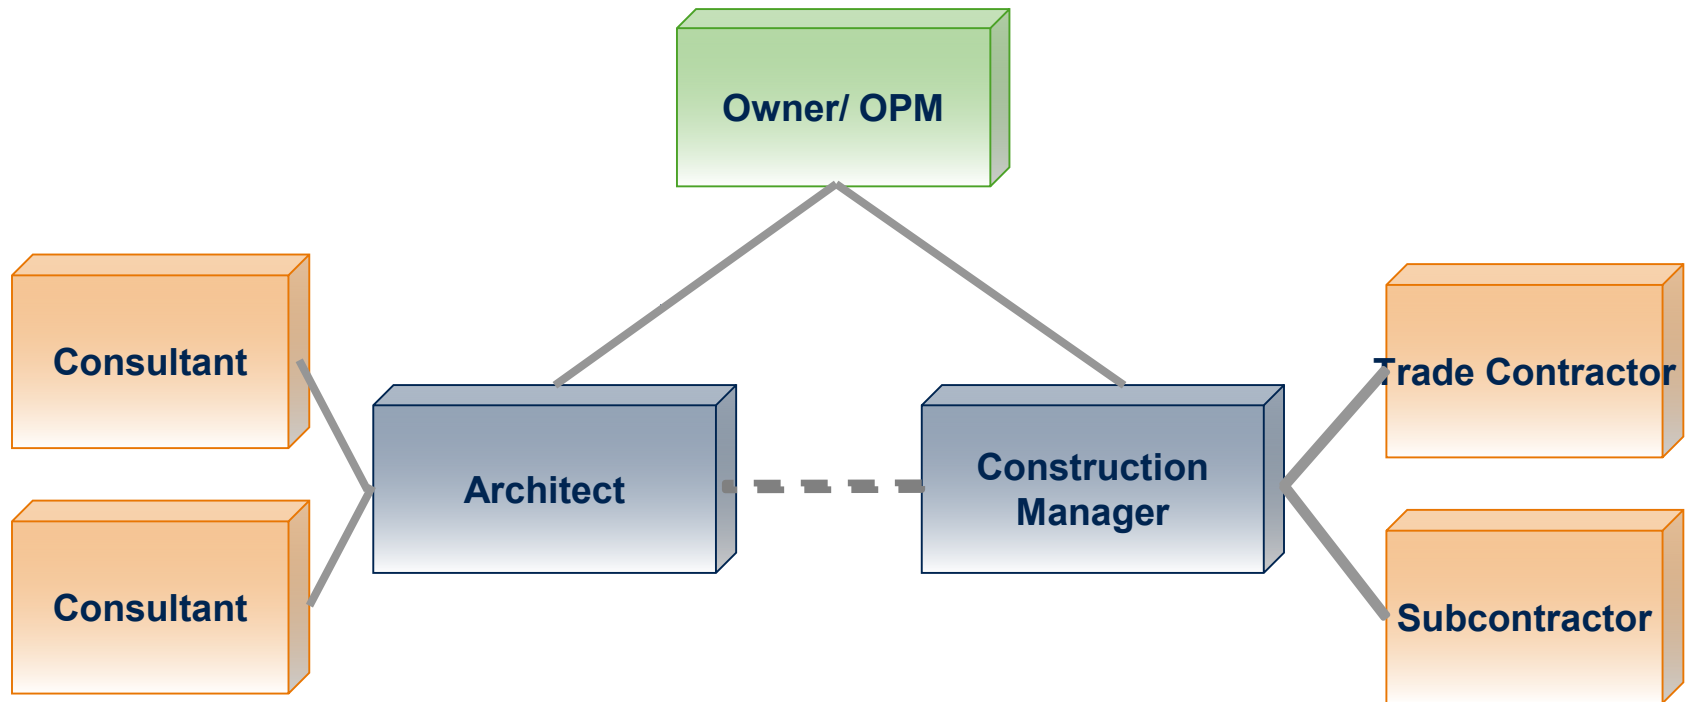 Owner/ OPM
Consultant
Trade Contractor
Architect
Construction
Manager
Consultant
Subcontractor